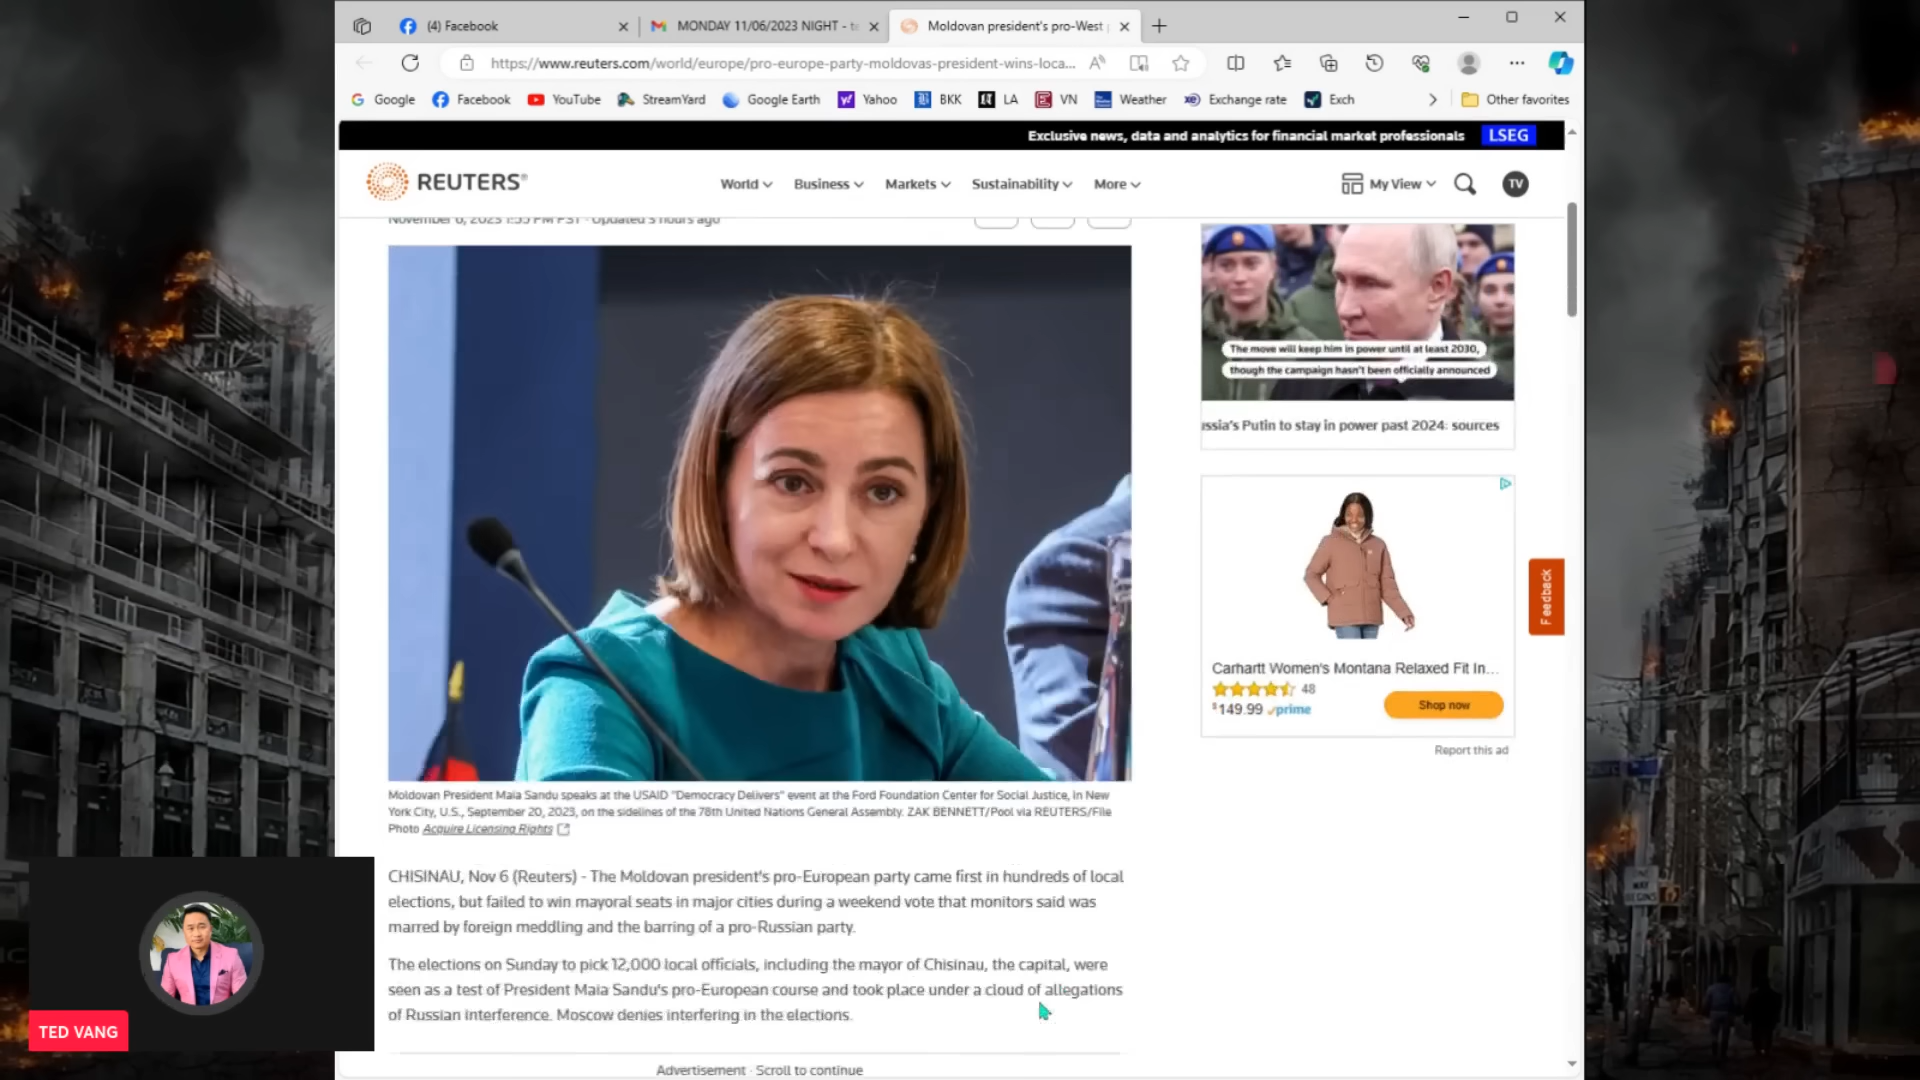 (4) Facebook
MONDAY 11/06/2023 NIGHT - t
Moldovan president's pro-West
https://www.reuters.com/world/europe/pro-europe-party-moldovas-president-wins-loca...
Google
Facebook
YouTube
StreamYard
Google Earth
Yahoo
BKK
LA
VN
Weather
Exchange rate
Exch
Other favorites
Exclusive news, data and analytics for financial market professionals LSEG
REUTERS®
World
Business
Markets
Sustainability
More
My View
TV
November 6, 2023 1:55 PM PST · Updated 3 hours ago
The move will keep him in power until at least 2030,
though the campaign hasn't been officially announced
ussia's Putin to stay in power past 2024: sources
Carhartt Women's Montana Relaxed Fit In...
48
$149.99 prime
Shop now
Report this ad
Feedback
Moldovan President Maia Sandu speaks at the USAID "Democracy Delivers" event at the Ford Foundation Center for Social Justice, in New
York City, U.S., September 20, 2023, on the sidelines of the 78th United Nations General Assembly. ZAK BENNETT/Pool via REUTERS/File
Photo Acquire Licensing Rights
CHISINAU, Nov 6 (Reuters) - The Moldovan president's pro-European party came first in hundreds of local
elections, but failed to win mayoral seats in major cities during a weekend vote that monitors said was
marred by foreign meddling and the barring of a pro-Russian party.
The elections on Sunday to pick 12,000 local officials, including the mayor of Chisinau, the capital, were
seen as a test of President Maia Sandu's pro-European course and took place under a cloud of allegations
of Russian interference. Moscow denies interfering in the elections.
Advertisement · Scroll to continue
TED VANG
ONE WAY